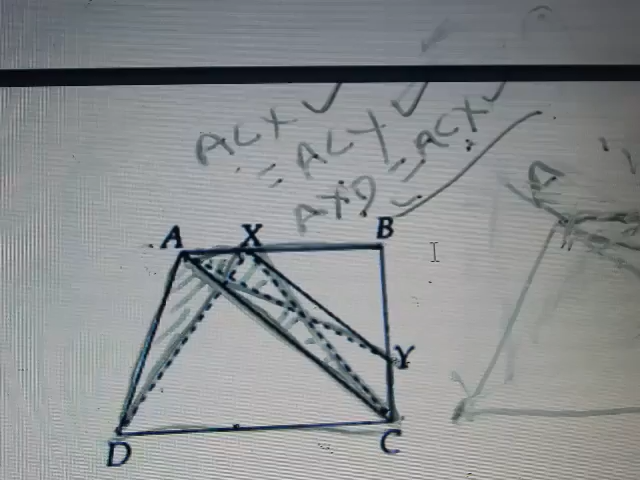 ACX
= ACY = ACX
AXD
A X B
Y
D C
A